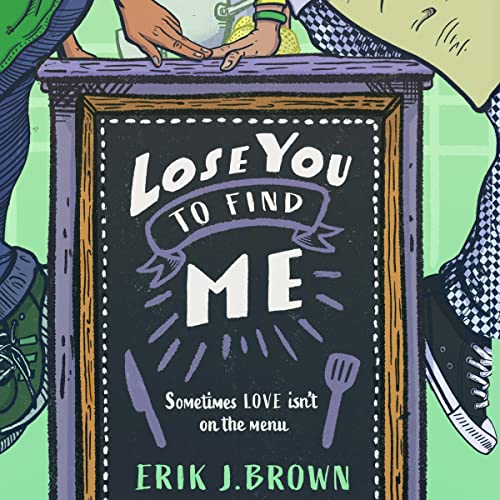 LOSE YOU
TO FIND
ME
SOMETIMES LOVE ISN'T
ON THE MENU
ERIK J. BROWN